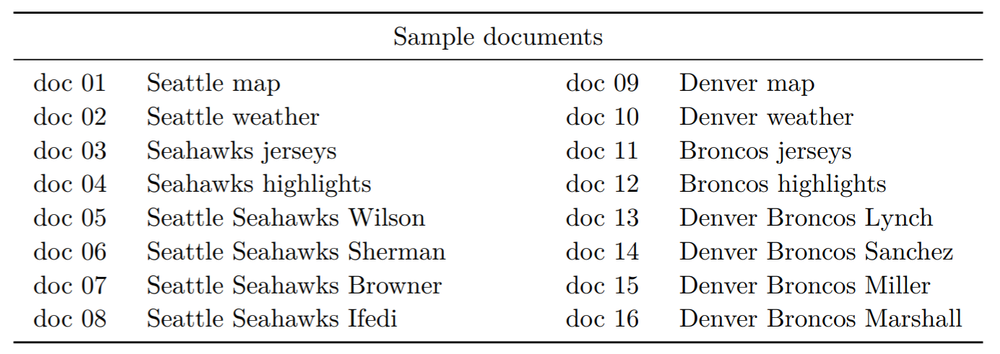 Sample documents
doc 01 Seattle map doc 09 Denver map
doc 02 Seattle weather doc 10 Denver weather
doc 03 Seahawks jerseys doc 11 Broncos jerseys
doc 04 Seahawks highlights doc 12 Broncos highlights
doc 05 Seattle Seahawks Wilson doc 13 Denver Broncos Lynch
doc 06 Seattle Seahawks Sherman doc 14 Denver Broncos Sanchez
doc 07 Seattle Seahawks Browner doc 15 Denver Broncos Miller
doc 08 Seattle Seahawks Ifedi doc 16 Denver Broncos Marshall